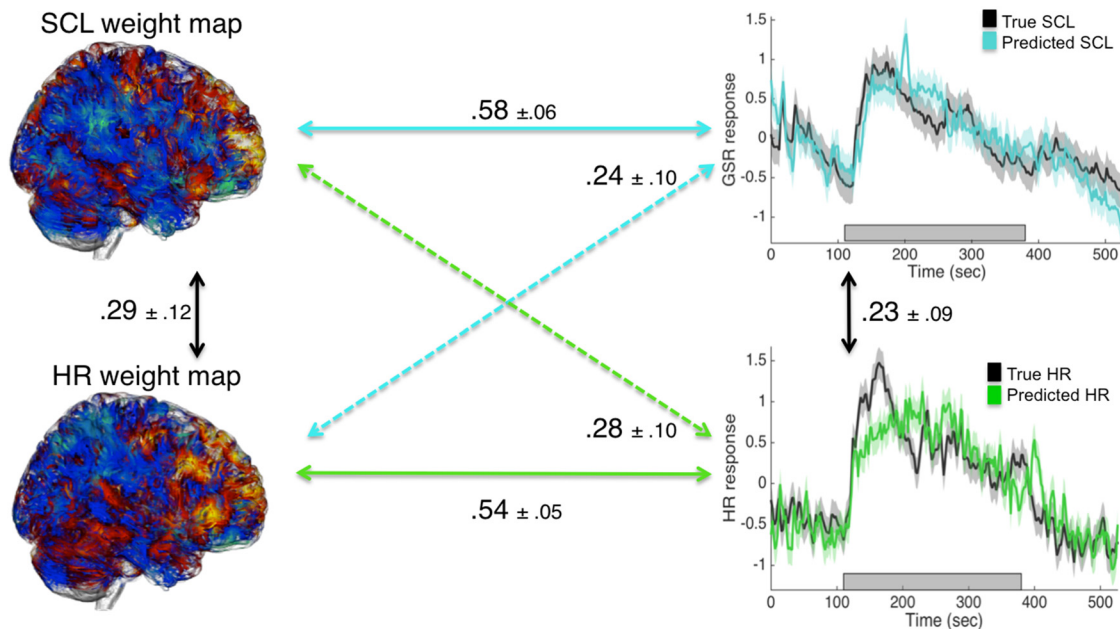 SCL weight map
True SCL
Predicted SCL
1.5
1
0.5
0
-0.5
-1
GSR response
0 100 200 300 400 500
Time (sec)
.58 ±.06
.24 ± .10
.29 ± .12
.23 ± .09
HR weight map
True HR
Predicted HR
1.5
1
0.5
0
-0.5
-1
HR response
0 100 200 300 400 500
Time (sec)
.28 ± .10
.54 ± .05